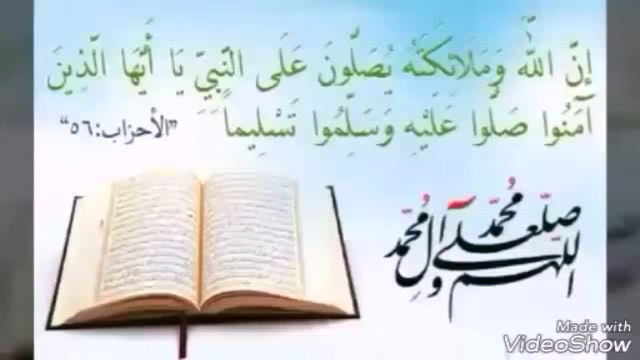 إِنَّ اللَّهَ وَمَلَائِكَتَهُ يُصَلُّونَ عَلَى النَّبِيِّ يَا أَيُّهَا الَّذِينَ
آمَنُوا صَلُّوا عَلَيْهِ وَسَلِّمُوا تَسْلِيماً "الأحزاب:٥٦"
اللهم صل على محمد وآل محمد
Made with
VideoShow